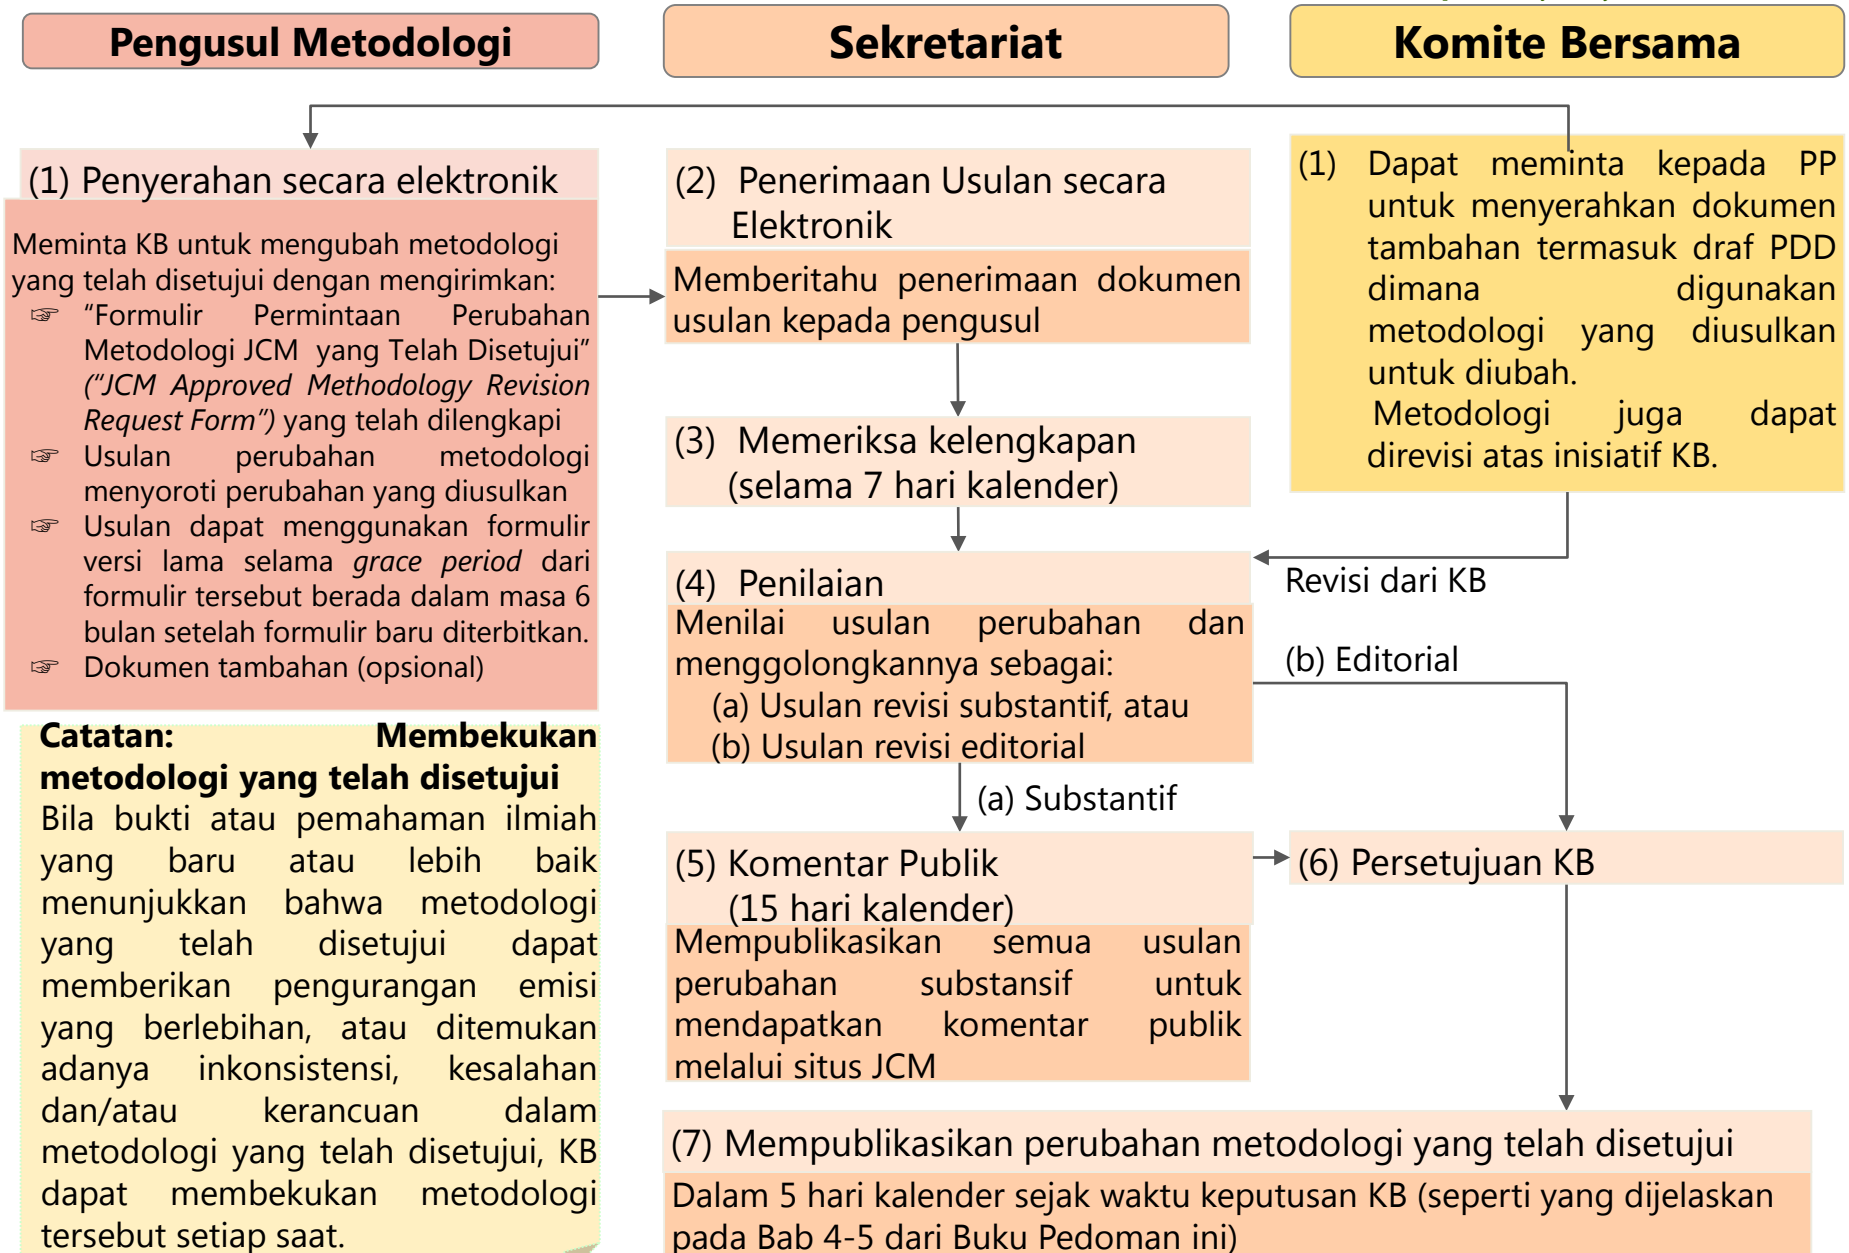 Pengusul Metodologi
Sekretariat
Komite Bersama
(1) Penyerahan secara elektronik
Meminta KB untuk mengubah metodologi
yang telah disetujui dengan mengirimkan:
☞ “Formulir Permintaan Perubahan
Metodologi JCM yang Telah Disetujui”
(“JCM Approved Methodology Revision
Request Form”) yang telah dilengkapi
☞ Usulan perubahan metodologi
menyoroti perubahan yang diusulkan
☞ Usulan dapat menggunakan formulir
versi lama selama grace period dari
formulir tersebut berada dalam masa 6
bulan setelah formulir baru diterbitkan.
☞ Dokumen tambahan (opsional)
Catatan: Membekukan
metodologi yang telah disetujui
Bila bukti atau pemahaman ilmiah
yang baru atau lebih baik
menunjukkan bahwa metodologi
yang telah disetujui dapat
memberikan pengurangan emisi
yang berlebihan, atau ditemukan
adanya inkonsistensi, kesalahan
dan/atau kerancuan dalam
metodologi yang telah disetujui, KB
dapat membekukan metodologi
tersebut setiap saat.
(2) Penerimaan Usulan secara
Elektronik
Memberitahu penerimaan dokumen
usulan kepada pengusul
(3) Memeriksa kelengkapan
(selama 7 hari kalender)
(4) Penilaian
Menilai usulan perubahan dan
menggolongkannya sebagai:
(a) Usulan revisi substantif, atau
(b) Usulan revisi editorial
(a) Substantif
(5) Komentar Publik
(15 hari kalender)
Mempublikasikan semua usulan
perubahan substansif untuk
mendapatkan komentar publik
melalui situs JCM
(1) Dapat meminta kepada PP
untuk menyerahkan dokumen
tambahan termasuk draf PDD
dimana digunakan
metodologi yang diusulkan
untuk diubah.
Metodologi juga dapat
direvisi atas inisiatif KB.
Revisi dari KB
(b) Editorial
(6) Persetujuan KB
(7) Mempublikasikan perubahan metodologi yang telah disetujui
Dalam 5 hari kalender sejak waktu keputusan KB (seperti yang dijelaskan
pada Bab 4-5 dari Buku Pedoman ini)